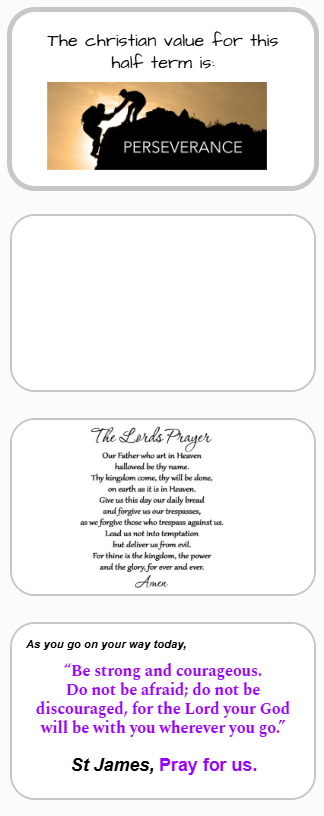 The christian value for this
half term is:
PERSEVERANCE
The Lords Prayer
Our Father who art in Heaven
hallowed be thy name.
Thy kingdom come, thy will be done,
on earth as it is in Heaven.
Give us this day our daily bread
and forgive us our trespasses,
as we forgive those who trespass against us.
Lead us not into temptation
but deliver us from evil.
For thine is the kingdom, the power
and the glory, for ever and ever.
Amen
As you go on your way today,
“Be strong and courageous.
Do not be afraid; do not be
discouraged, for the Lord your God
will be with you wherever you go.”
St James, Pray for us.